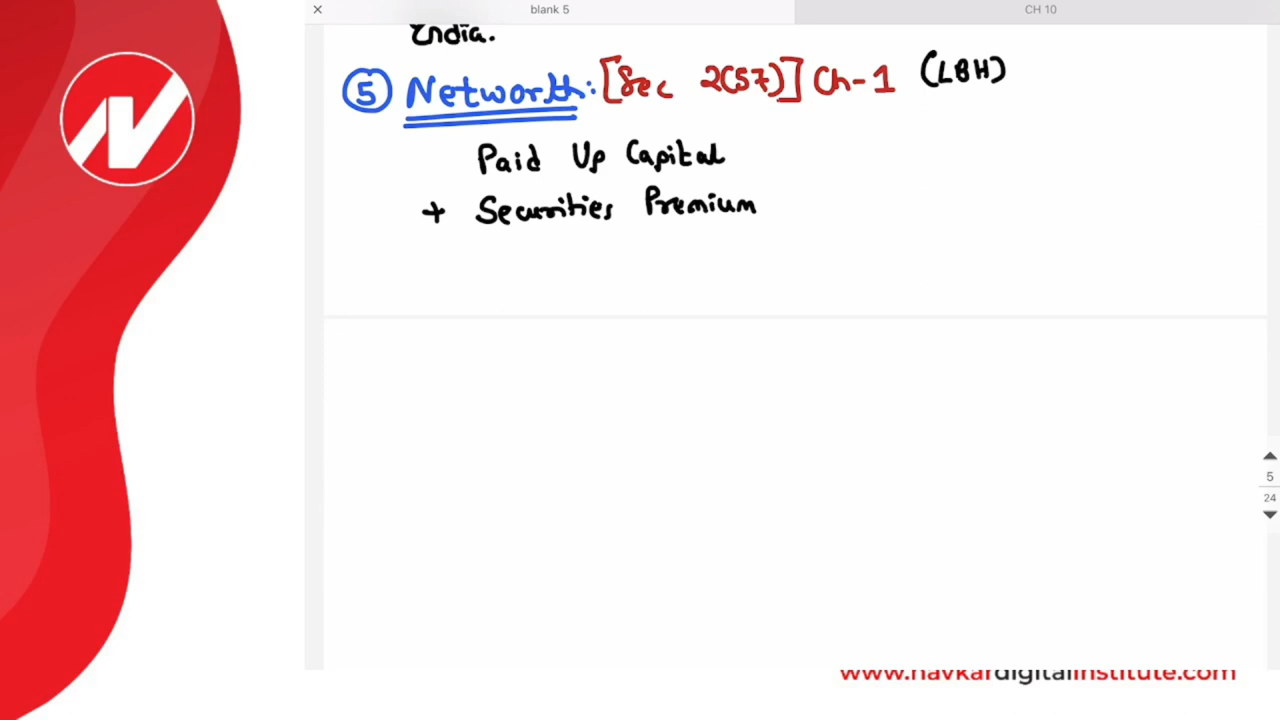 blank 5
CH 10
India.
5 Networth: [Sec 2(57)] Ch-1 (LBH)
Paid Up Capital
+ Securities Premium
5
24
www.navkardigitalinstitute.com